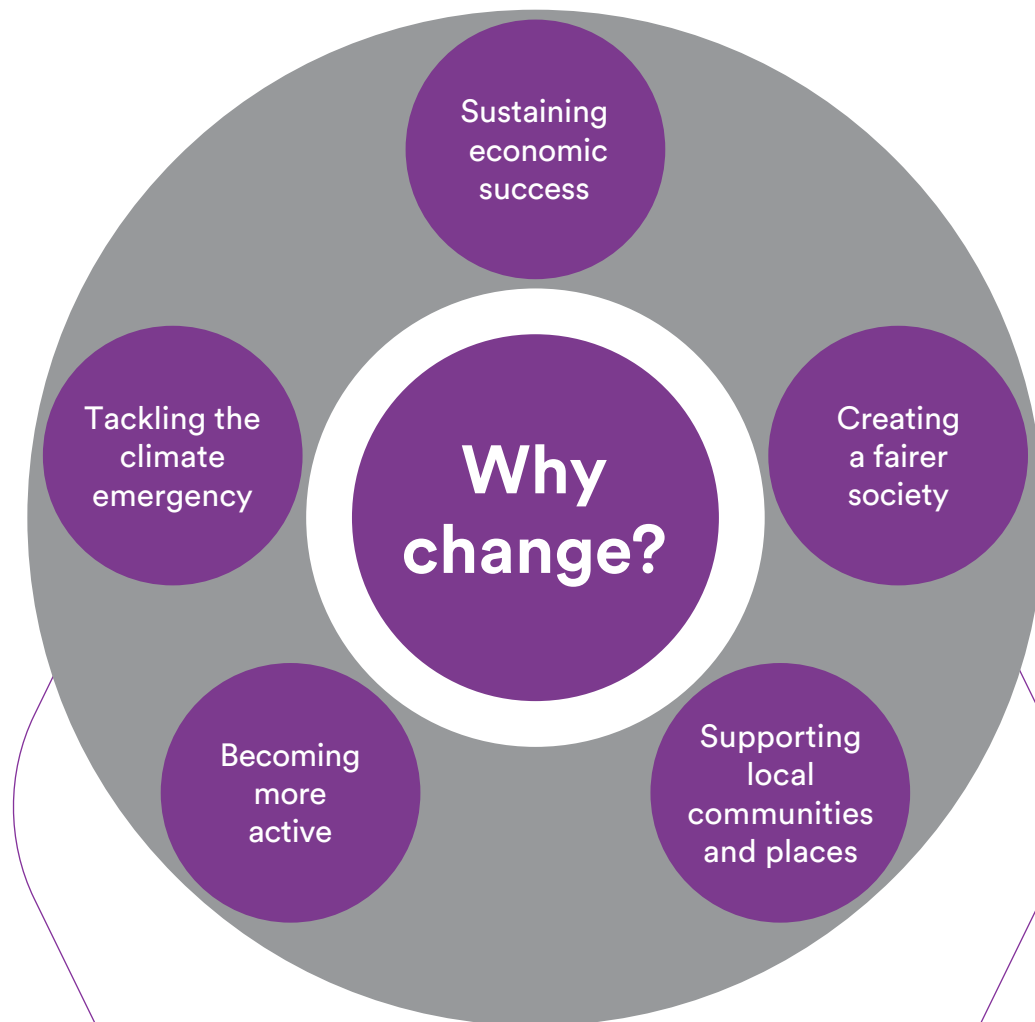 Sustaining
economic
success
Tackling the
climate
emergency
Why
change?
Creating
a fairer
society
Becoming
more
active
Supporting
local
communities
and places